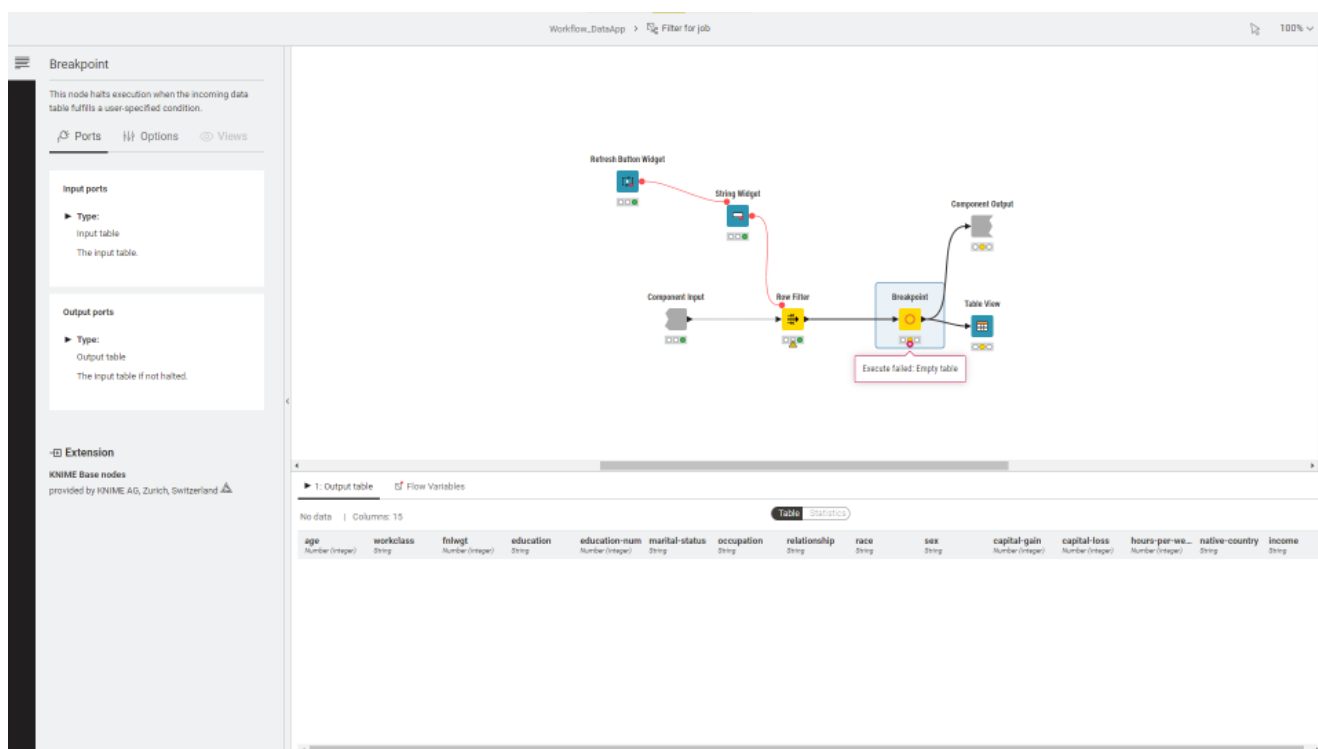 Workflow_DataApp > Filter for job
100%
Breakpoint
This node halts execution when the incoming data
table fulfills a user-specified condition.
Ports Options Views
Input ports
Type:
Input table
The input table.
Output ports
Type:
Output table
The input table if not halted.
Extension
KNIME Base nodes
provided by KNIME AG, Zurich, Switzerland
Refresh Button Widget
String Widget
Component Output
Component Input
Row Filter
Breakpoint
Table View
Execute failed: Empty table
1: Output table Flow Variables
No data | Columns: 15
Table Statistics
age workclass fnlwgt education education-num marital-status occupation relationship race sex capital-gain capital-loss hours-per-we... native-country income
Number (integer) String Number (integer) String Number (integer) String String String String String Number (integer) Number (integer) Number (integer) String String